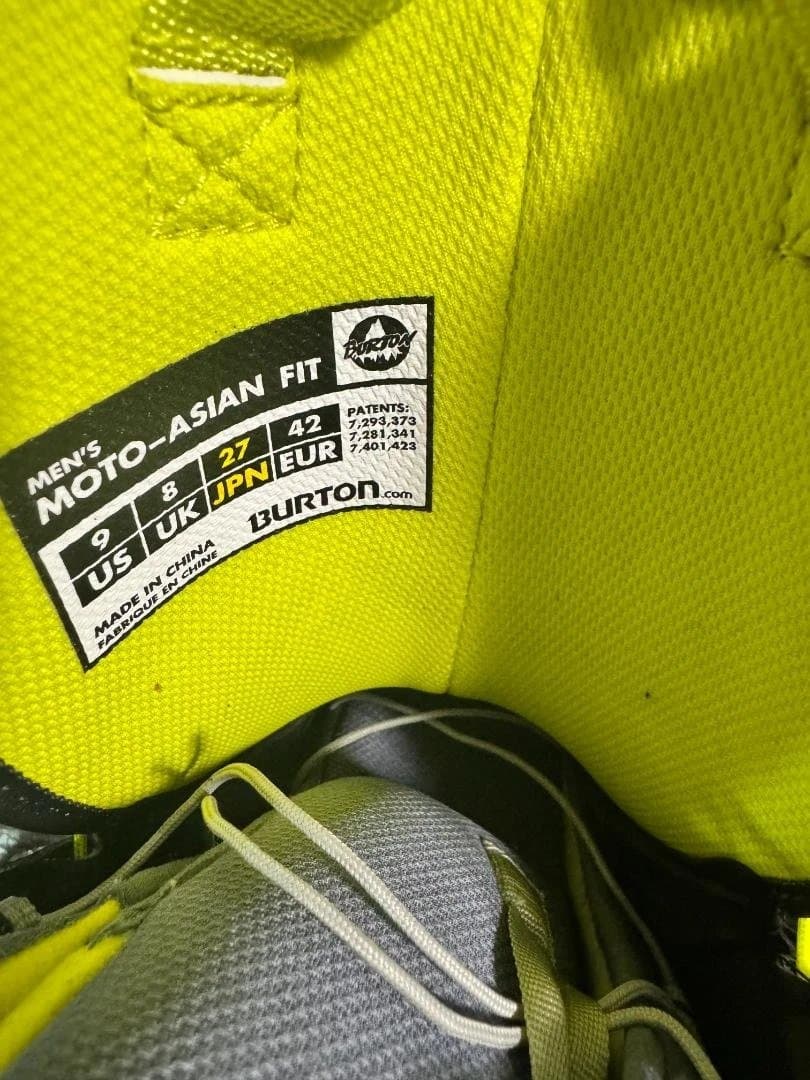 MEN'S
MOTO-ASIAN FIT
BURTON
9 8 27 42
US UK JPN EUR
PATENTS:
7,293,373
7,281,341
7,401,423
BURTON.com
MADE IN CHINA
FABRIQUE EN CHINE